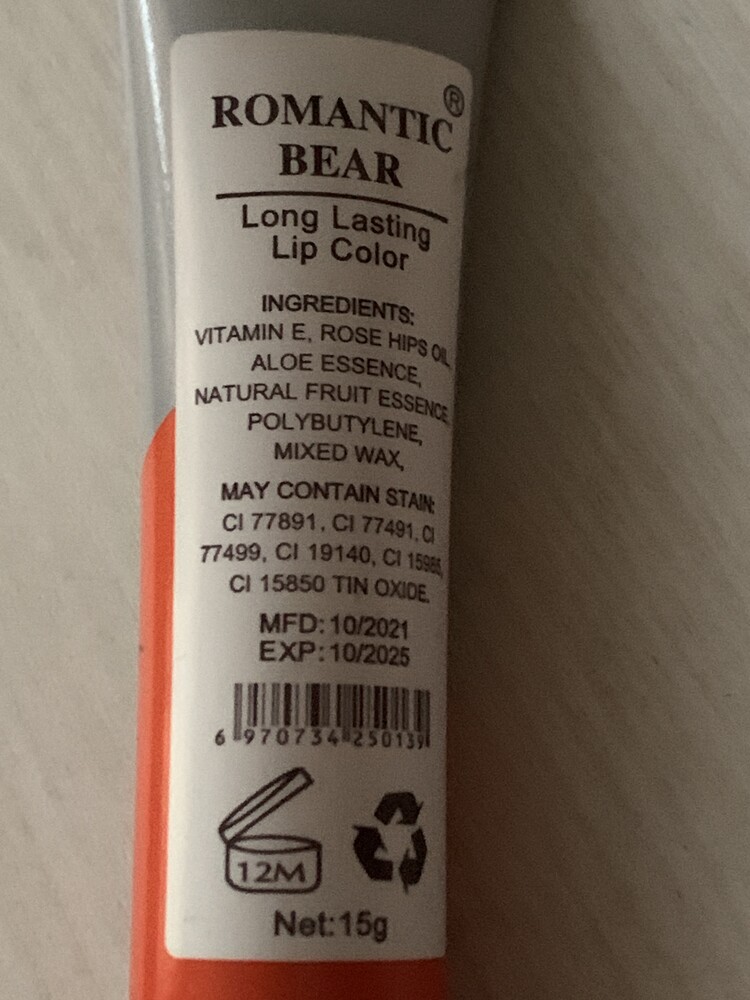 ROMANTIC ®
BEAR
Long Lasting
Lip Color
INGREDIENTS:
VITAMIN E, ROSE HIPS OIL,
ALOE ESSENCE,
NATURAL FRUIT ESSENCE,
POLYBUTYLENE,
MIXED WAX,
MAY CONTAIN STAIN:
CI 77891, CI 77491, CI
77499, CI 19140, CI 15985,
CI 15850 TIN OXIDE.
MFD: 10/2021
EXP: 10/2025
6 970734 250139
12M
Net:15g